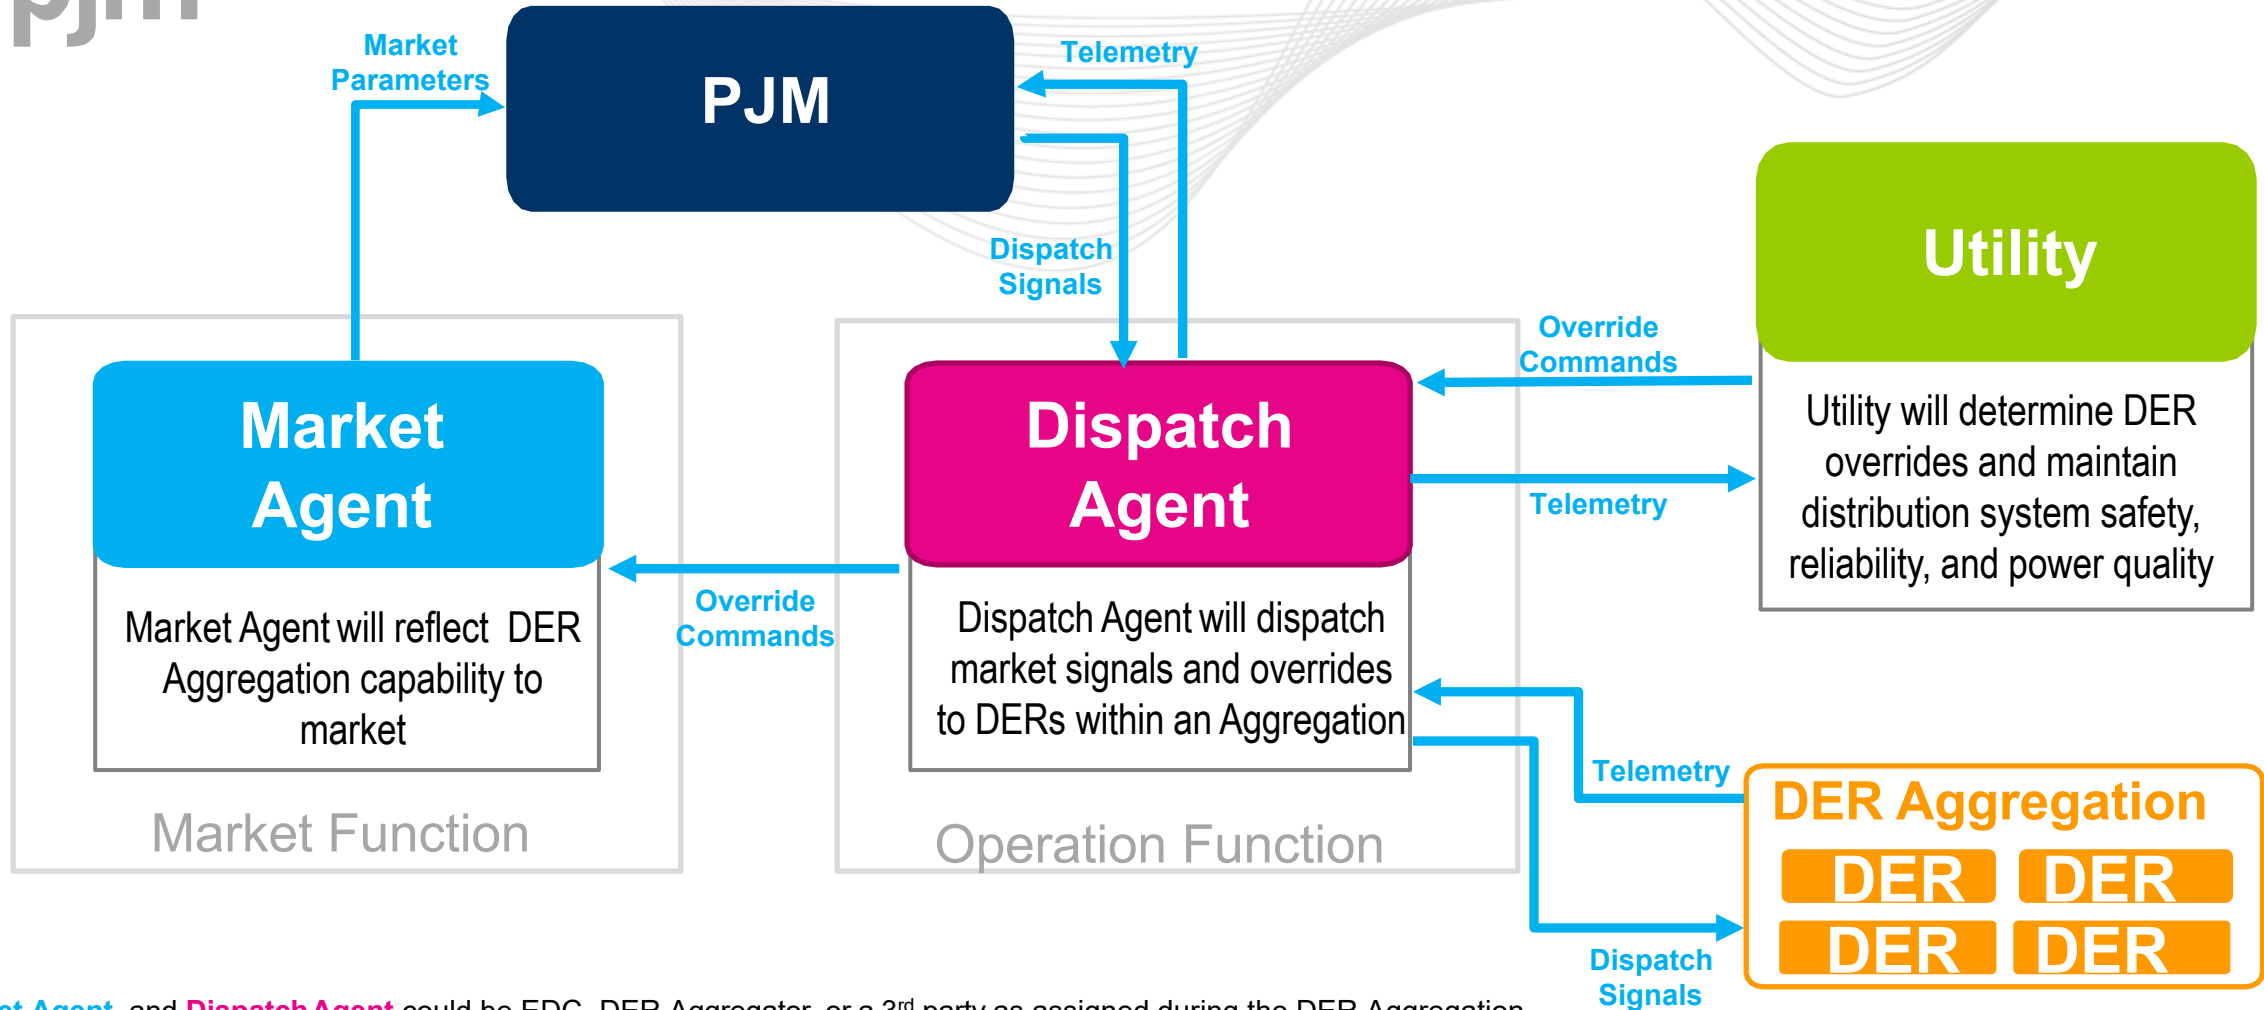 pjm
Market
Parameters
PJM
Telemetry
Dispatch
Signals
Utility
Override
Commands
Market
Agent
Dispatch
Agent
Utility will determine DER
overrides and maintain
distribution system safety,
reliability, and power quality
Telemetry
Override
Commands
Market Agent will reflect DER
Aggregation capability to
market
Dispatch Agent will dispatch
market signals and overrides
to DERs within an Aggregation
Market Function
Operation Function
Telemetry
DER Aggregation
DER DER
DER DER
Dispatch
Signals
Agent and Dispatch Agent could be EDC, DER Aggregator, or a 3rd party as assigned during the DER Aggregation